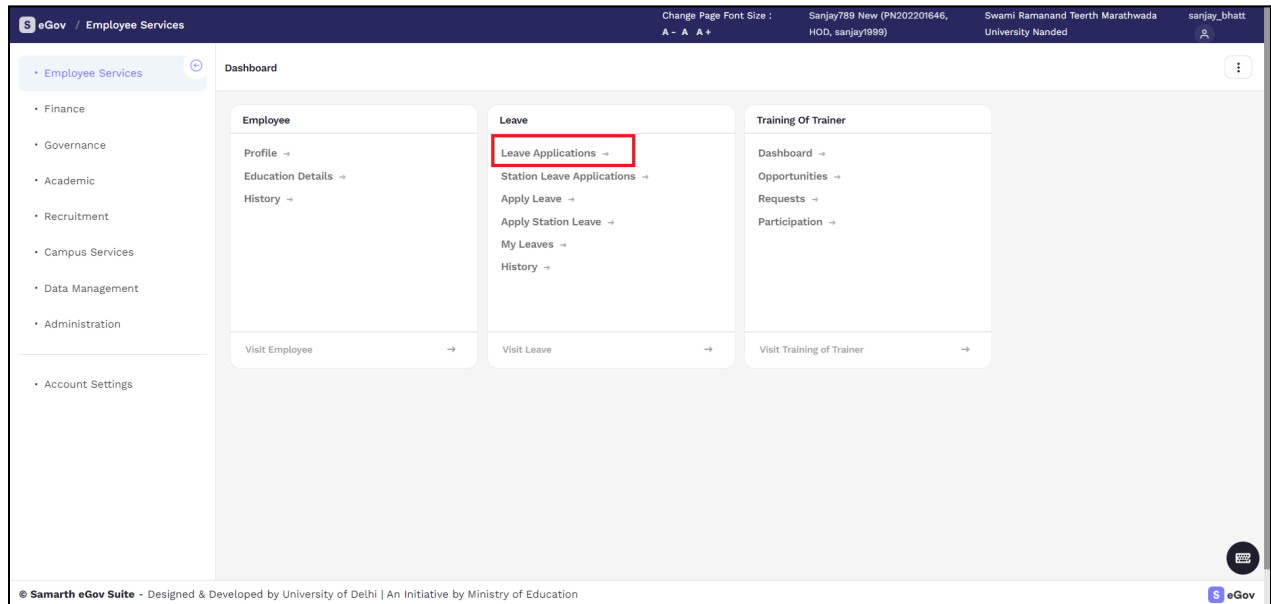 S eGov / Employee Services
Change Page Font Size :
A - A A +
Sanjay789 New (PN202201646,
HOD, sanjay1999)
Swami Ramanand Teerth Marathwada
University Nanded
sanjay_bhatt
• Employee Services
• Finance
• Governance
• Academic
• Recruitment
• Campus Services
• Data Management
• Administration
• Account Settings
Dashboard
Employee
Profile →
Education Details →
History →
Visit Employee →
Leave
Leave Applications →
Station Leave Applications →
Apply Leave →
Apply Station Leave →
My Leaves →
History →
Visit Leave →
Training Of Trainer
Dashboard →
Opportunities →
Requests →
Participation →
Visit Training of Trainer →
© Samarth eGov Suite - Designed & Developed by University of Delhi | An Initiative by Ministry of Education
S eGov